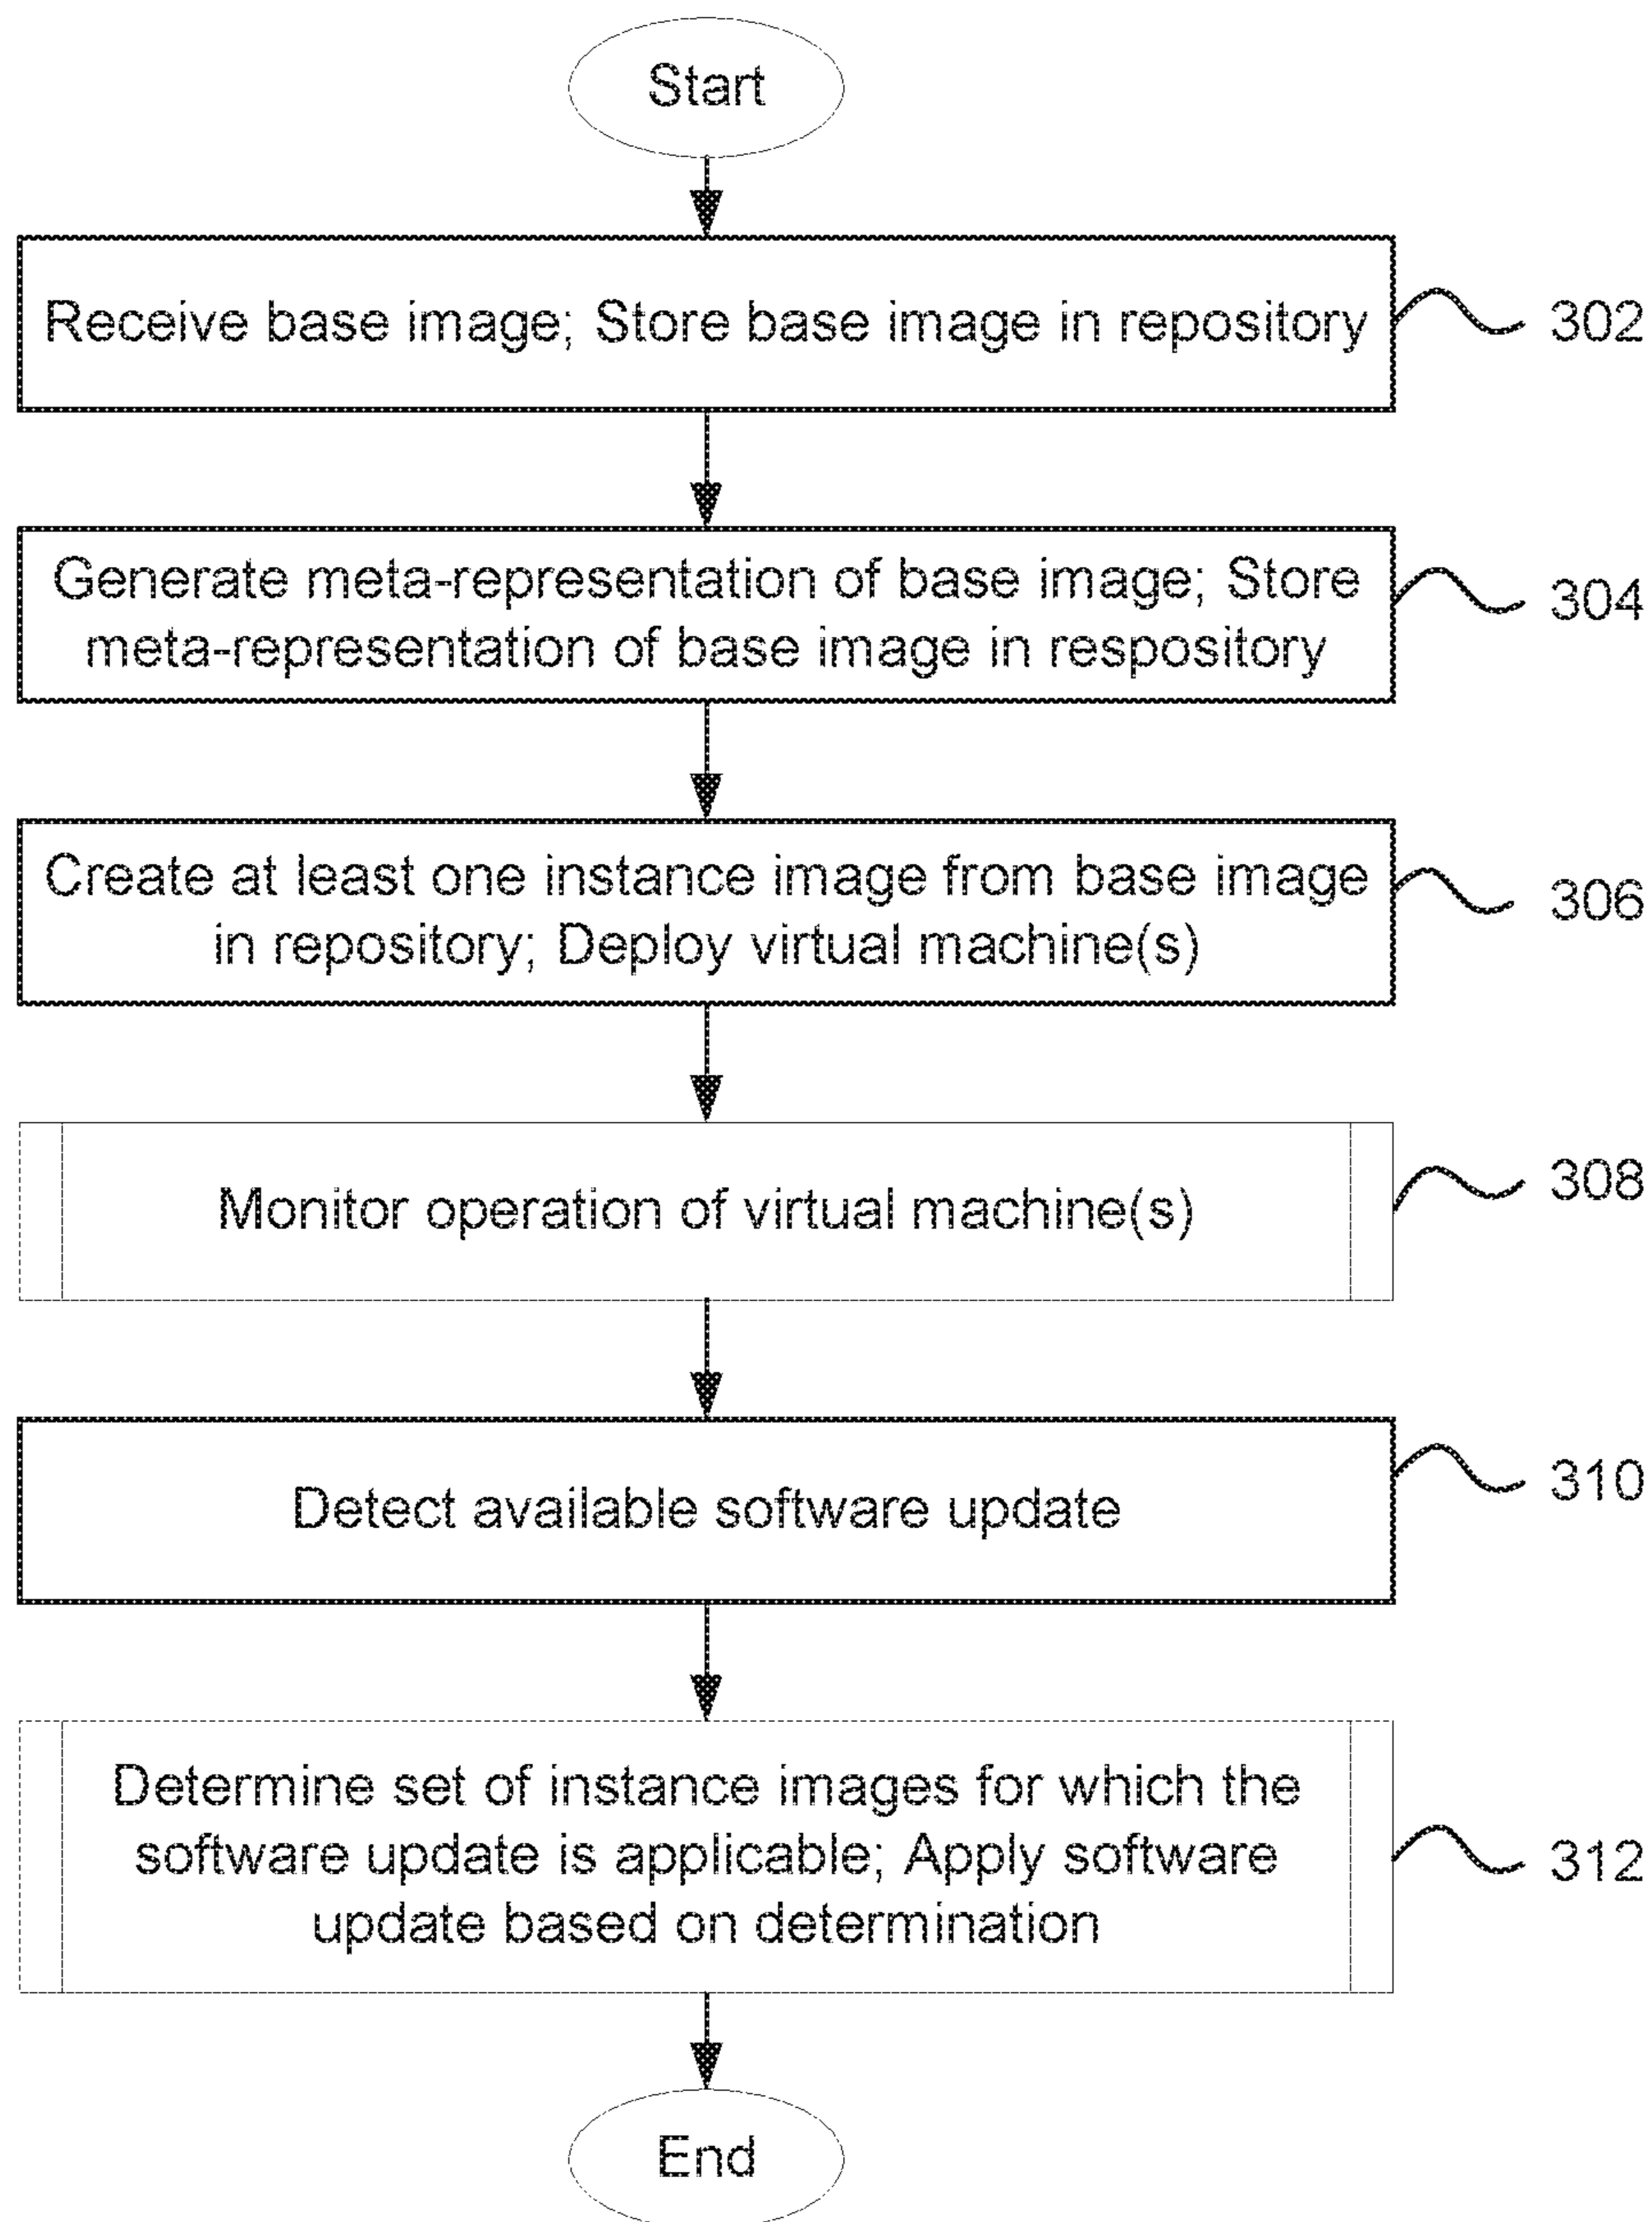 Start
Receive base image; Store base image in repository
302
Generate meta-representation of base image; Store
meta-representation of base image in respository
304
Create at least one instance image from base image
in repository; Deploy virtual machine(s)
306
Monitor operation of virtual machine(s)
308
Detect available software update
310
Determine set of instance images for which the
software update is applicable; Apply software
update based on determination
312
End